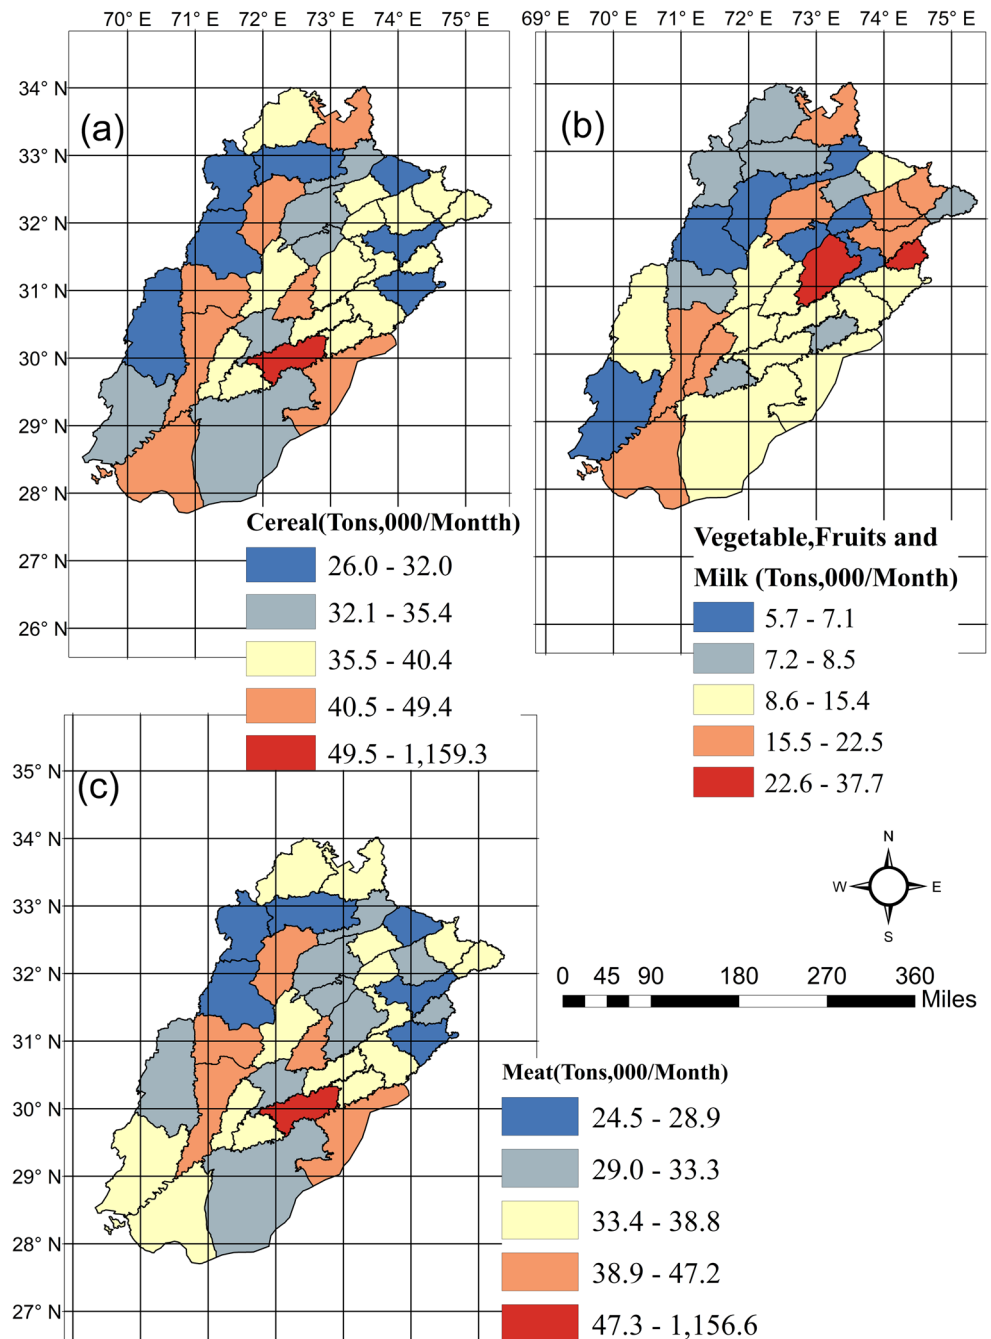 70° E 71° E 72° E 73° E 74° E 75° E
69° E 70° E 71° E 72° E 73° E 74° E 75° E
34° N
(a)
(b)
33° N
32° N
31° N
30° N
29° N
28° N
27° N
26° N
Cereal(Tons,000/Montth)
26.0 - 32.0
32.1 - 35.4
35.5 - 40.4
40.5 - 49.4
49.5 - 1,159.3
Vegetable,Fruits and
Milk (Tons,000/Month)
5.7 - 7.1
7.2 - 8.5
8.6 - 15.4
15.5 - 22.5
22.6 - 37.7
35° N
(c)
34° N
33° N
32° N
31° N
30° N
29° N
28° N
27° N
N
W E
S
0 45 90 180 270 360
Miles
Meat(Tons,000/Month)
24.5 - 28.9
29.0 - 33.3
33.4 - 38.8
38.9 - 47.2
47.3 - 1,156.6